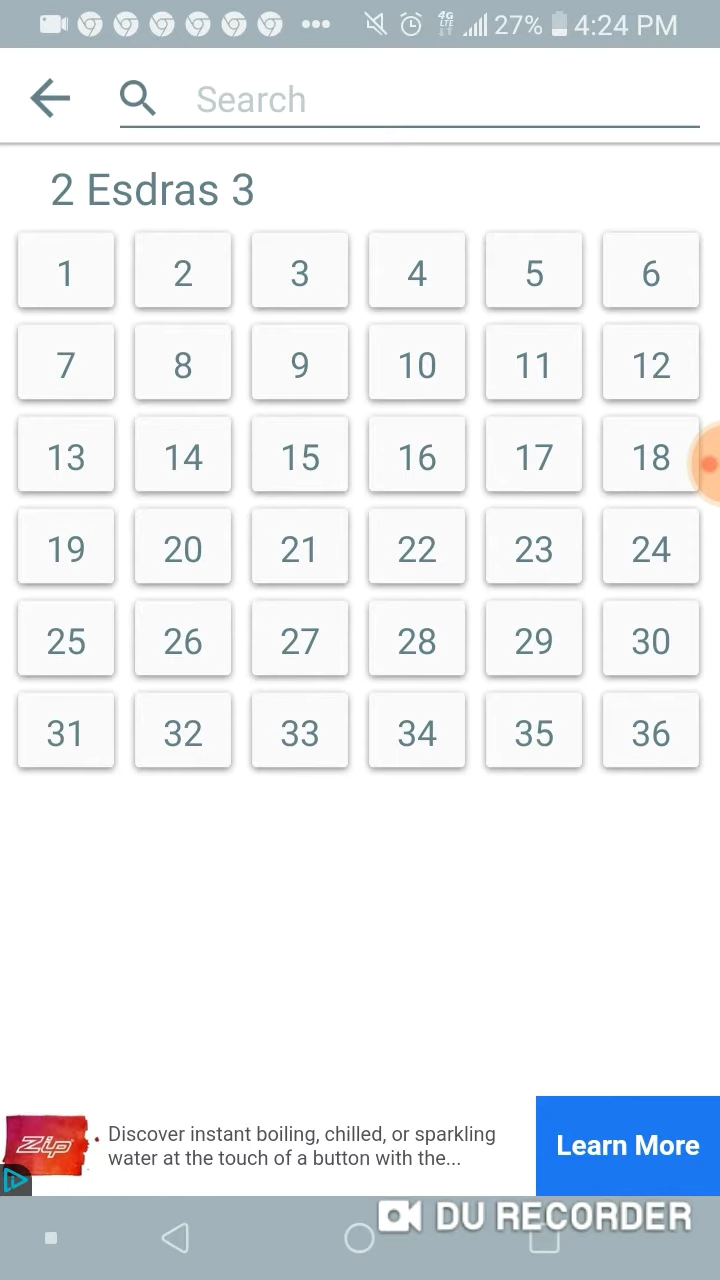 4G LTE 27% 4:24 PM
Search
2 Esdras 3
1 2 3 4 5 6
7 8 9 10 11 12
13 14 15 16 17 18
19 20 21 22 23 24
25 26 27 28 29 30
31 32 33 34 35 36
Zip
Discover instant boiling, chilled, or sparkling
water at the touch of a button with the...
Learn More
DU RECORDER